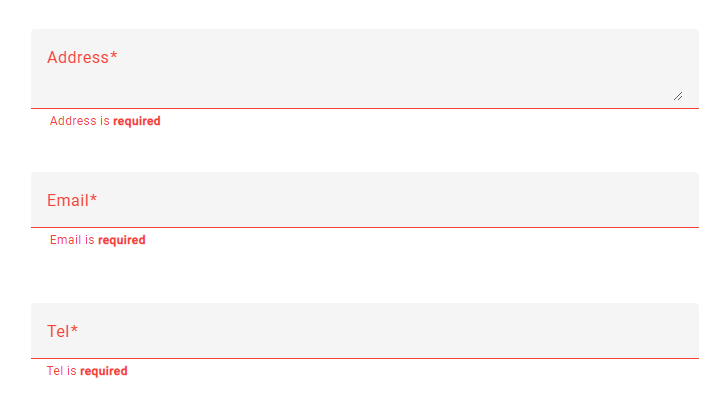 Address*
Address is required
Email*
Email is required
Tel*
Tel is required